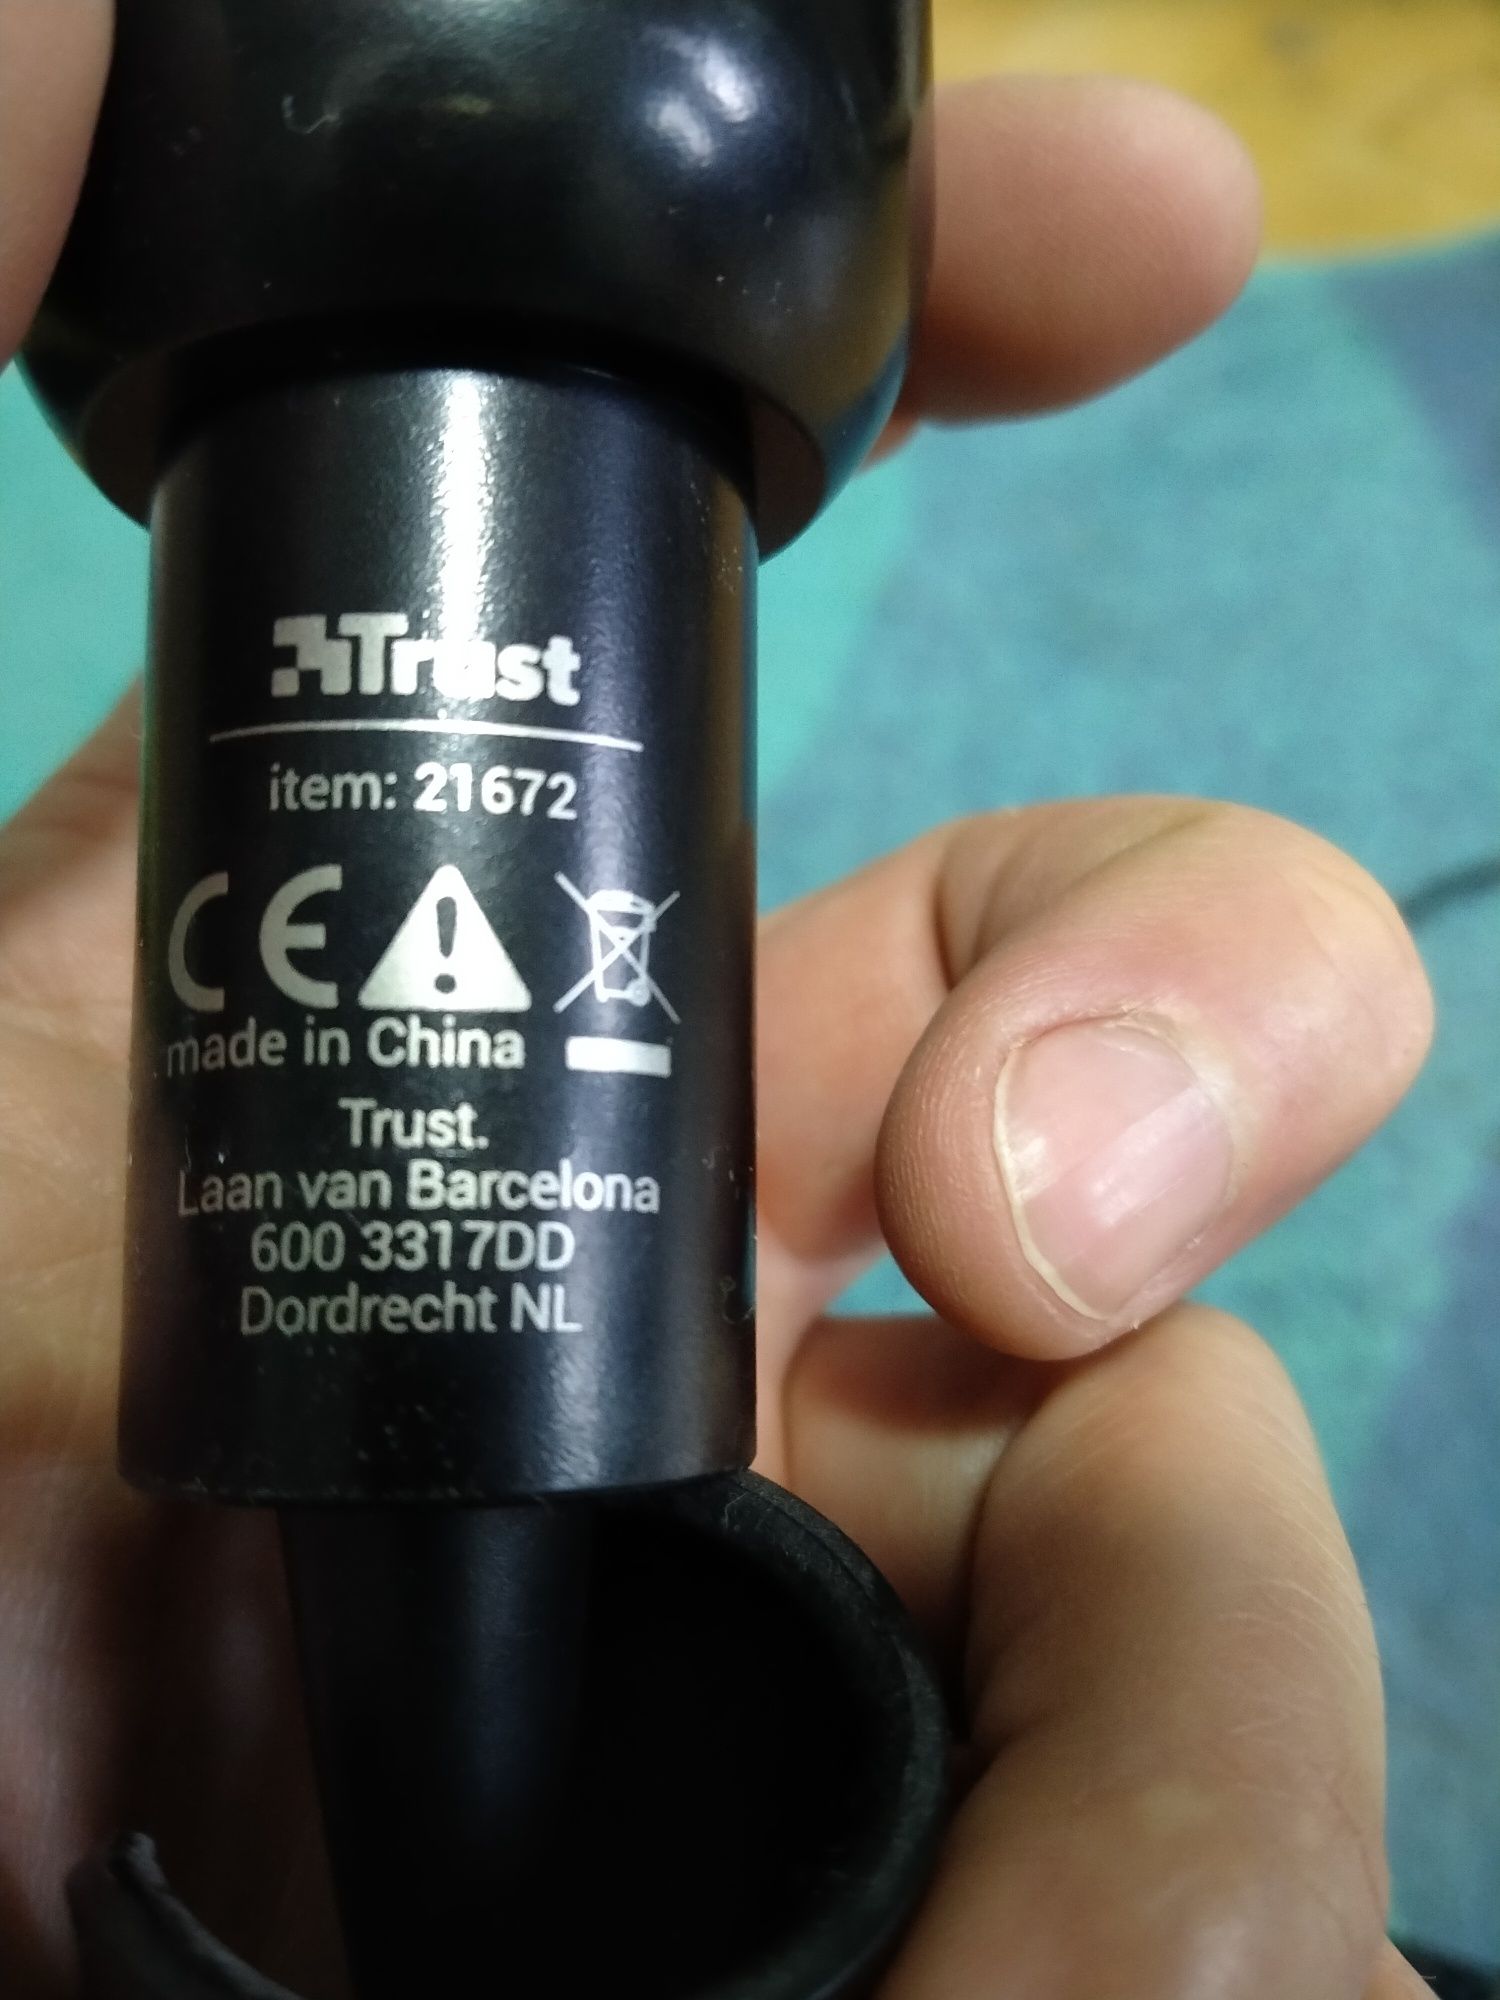 Trust
item: 21672
CE
made in China
Trust.
Laan van Barcelona
600 3317DD
Dordrecht NL